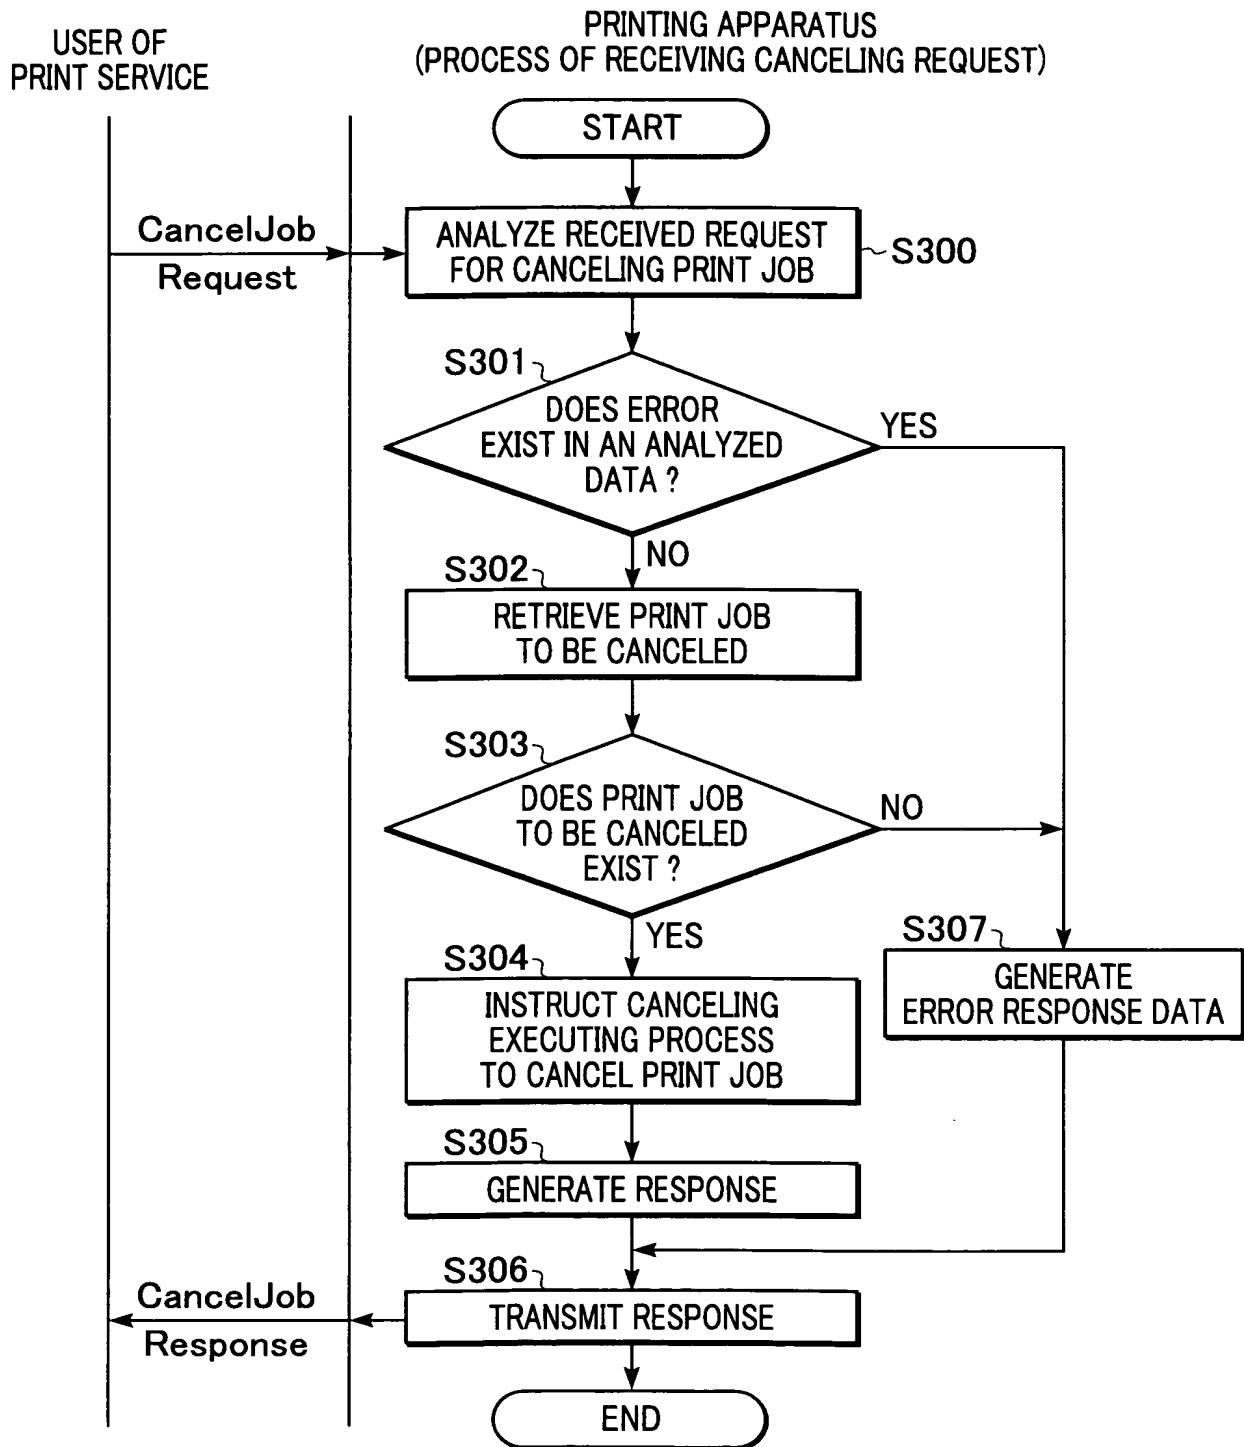 USER OF
PRINT SERVICE
PRINTING APPARATUS
(PROCESS OF RECEIVING CANCELING REQUEST)
START
CancelJob
Request
ANALYZE RECEIVED REQUEST
FOR CANCELING PRINT JOB
S300
S301
DOES ERROR
EXIST IN AN ANALYZED
DATA ?
YES
NO
S302
RETRIEVE PRINT JOB
TO BE CANCELED
S303
DOES PRINT JOB
TO BE CANCELED
EXIST ?
NO
YES
S304
INSTRUCT CANCELING
EXECUTING PROCESS
TO CANCEL PRINT JOB
S307
GENERATE
ERROR RESPONSE DATA
S305
GENERATE RESPONSE
S306
TRANSMIT RESPONSE
CancelJob
Response
END